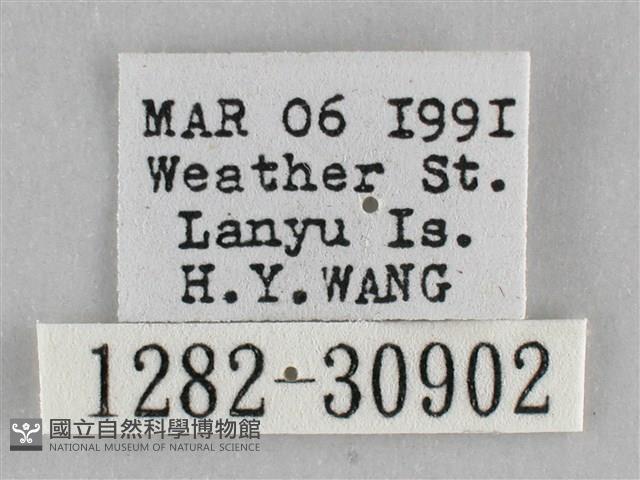 MAR 06 1991
Weather St.
Lanyu Is.
H.Y.WANG
1282-30902
國立自然科學博物館
NATIONAL MUSEUM OF NATURAL SCIENCE